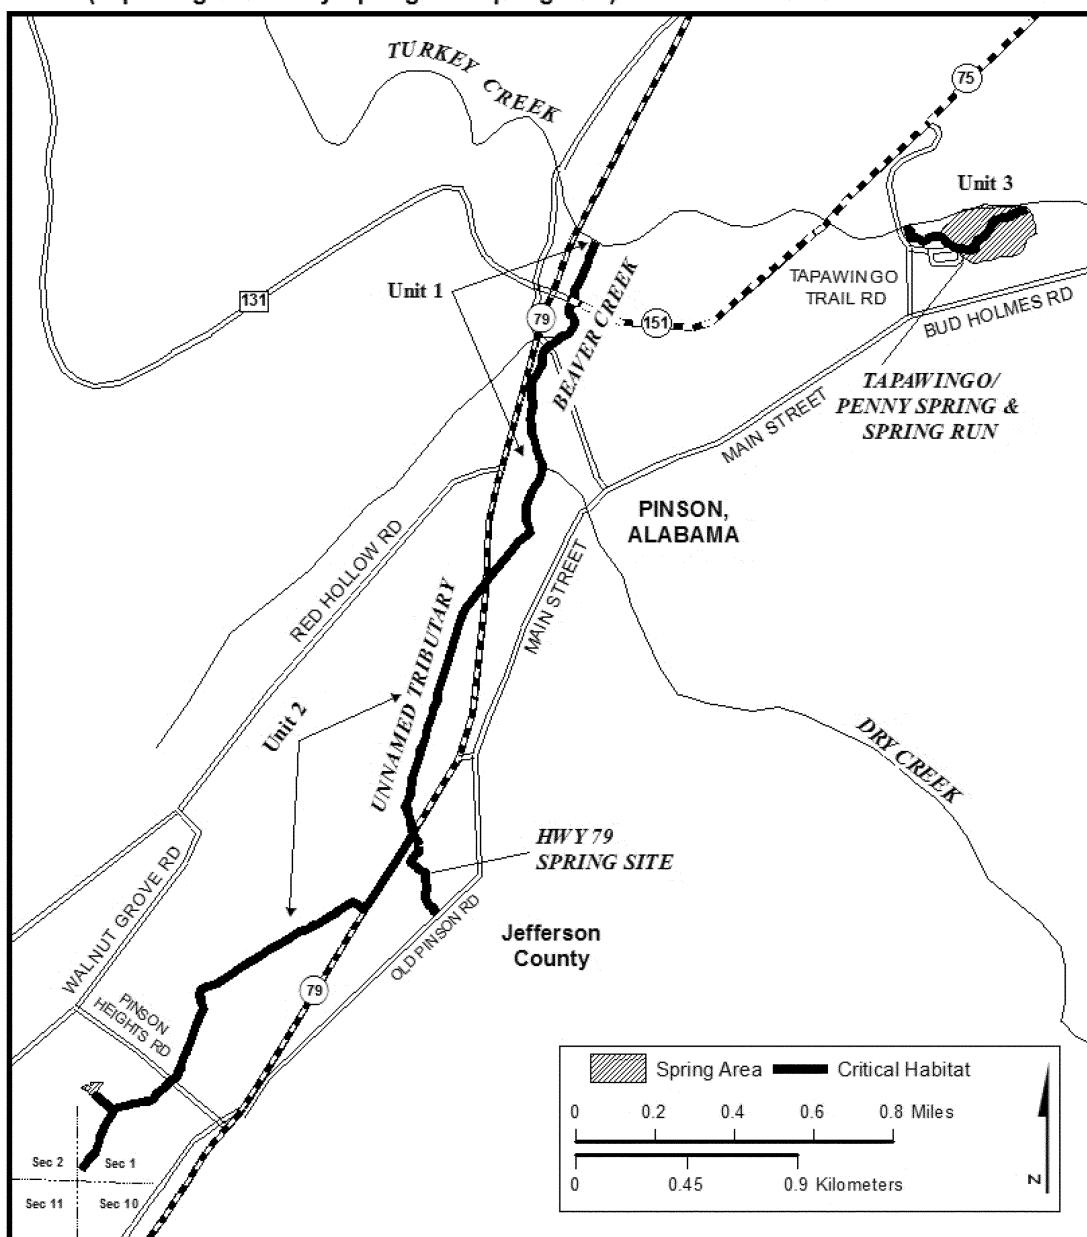 TURKEY CREEK
75
Unit 3
131
Unit 1
79
BEAVER CREEK
151
TAPAWINGO
TRAIL RD
BUD HOLMES RD
TAPAWINGO/
PENNY SPRING &
SPRING RUN
MAIN STREET
PINSON,
ALABAMA
RED HOLLOW RD
MAIN STREET
UNNAMED TRIBUTARY
Unit 2
DRY CREEK
HWY 79
SPRING SITE
WALNUT GROVE RD
OLD PINSON RD
Jefferson
County
79
PINSON
HEIGHTS RD
Spring Area
Critical Habitat
0 0.2 0.4 0.6 0.8 Miles
0 0.45 0.9 Kilometers
N
Sec 2 Sec 1
Sec 11 Sec 10